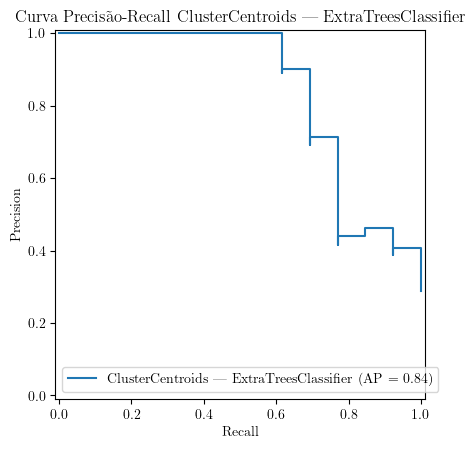 Curva Precisão-Recall ClusterCentroids — ExtraTreesClassifier
1.0
0.8
0.6
0.4
0.2
0.0
Precision
ClusterCentroids — ExtraTreesClassifier (AP = 0.84)
0.0 0.2 0.4 0.6 0.8 1.0
Recall